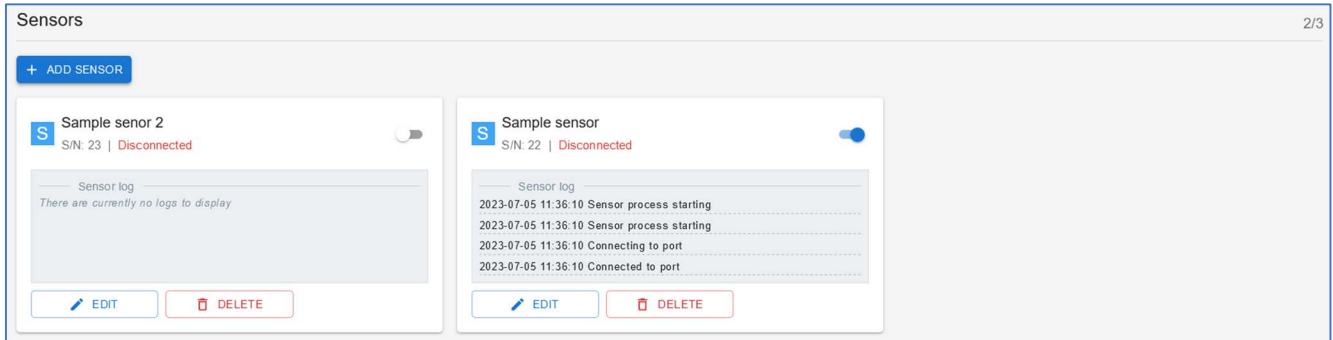 Sensors
2/3
+ ADD SENSOR
S
Sample senor 2
S/N: 23 | Disconnected
Sensor log
There are currently no logs to display
EDIT
DELETE
S
Sample sensor
S/N: 22 | Disconnected
Sensor log
2023-07-05 11:36:10 Sensor process starting
2023-07-05 11:36:10 Sensor process starting
2023-07-05 11:36:10 Connecting to port
2023-07-05 11:36:10 Connected to port
EDIT
DELETE